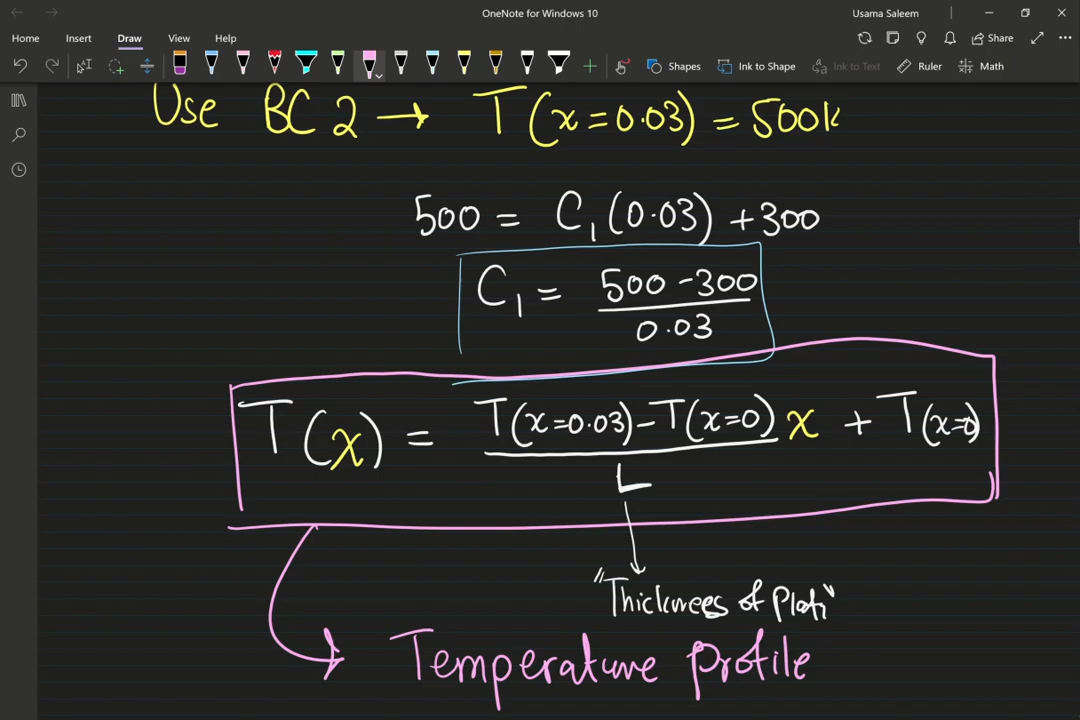 OneNote for Windows 10
Usama Saleem
Home Insert Draw View Help
Share
Shapes Ink to Shape Ink to Text Ruler Math
Use BC 2 → T(x=0.03) = 500K
500 = C₁(0.03) + 300
C₁ = 500 - 300
0.03
T(x) = T(x=0.03) - T(x=0) x + T(x=0)
L
"Thickness of Plate"
Temperature profile